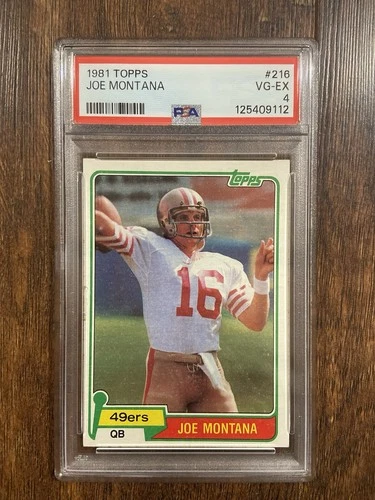 1981 TOPPS #216
JOE MONTANA VG-EX
4
PSA 125409112
Topps
16
49ers
QB JOE MONTANA